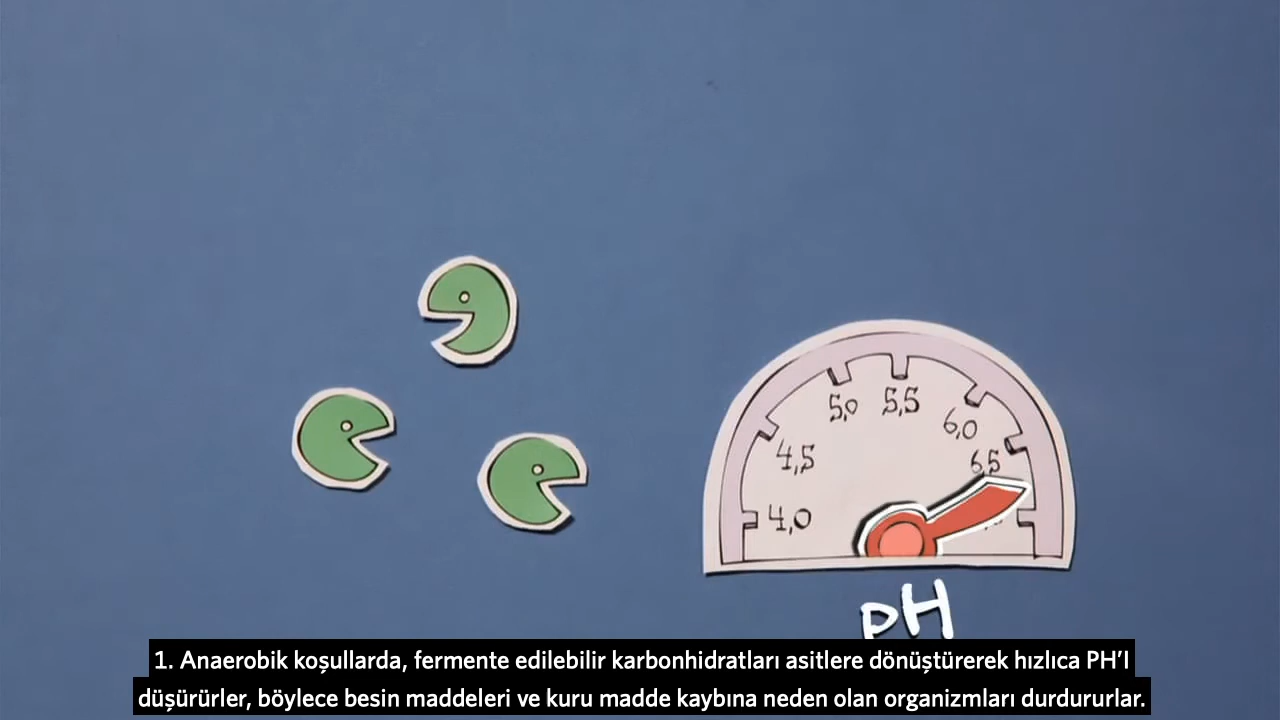 5,0 5,5
6,0
4,5
6,5
4,0
PH
1. Anaerobik koşullarda, fermente edilebilir karbonhidratları asitlere dönüştürerek hızlıca PH’I
düşürürler, böylece besin maddeleri ve kuru madde kaybına neden olan organizmları durdururlar.